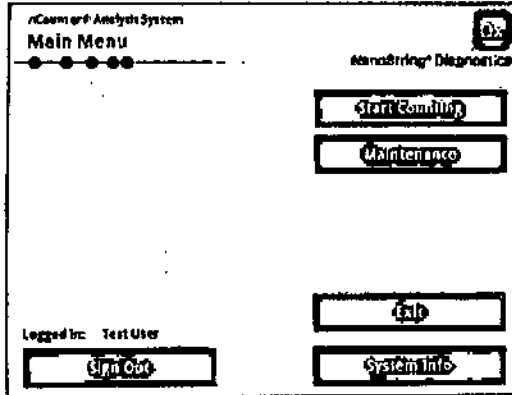 nCounter® Analysis System
Main Menu
Dx
NanoString® Diagnostics
Start Counting
Maintenance
Exit
Logged In: Test User
Sign Out
System Info